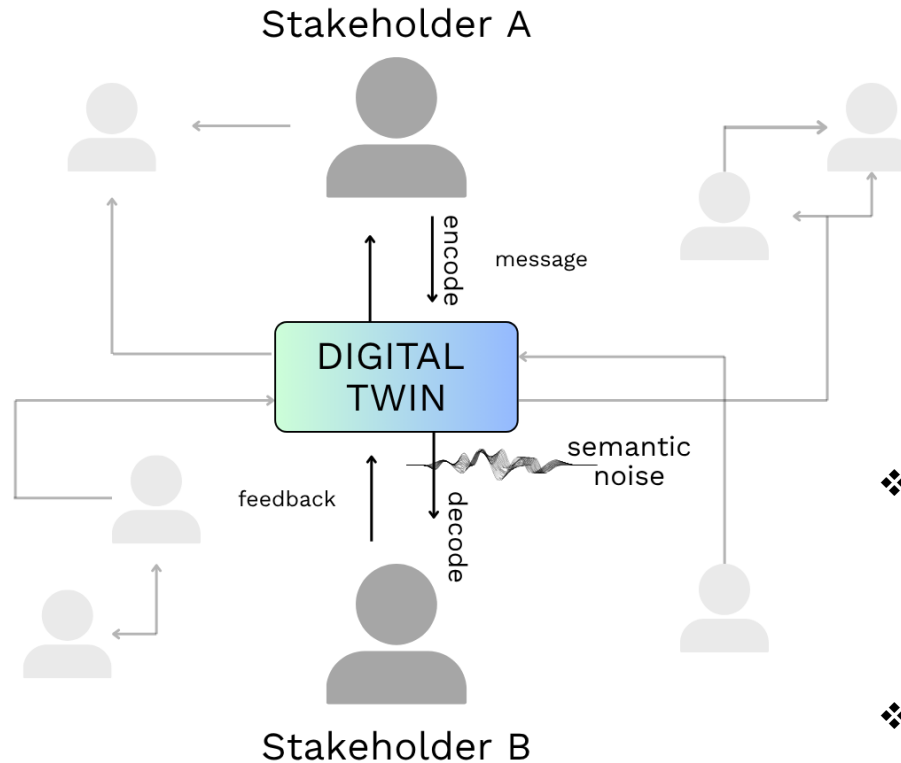 Stakeholder A
encode
message
DIGITAL
TWIN
semantic
noise
feedback
decode
Stakeholder B